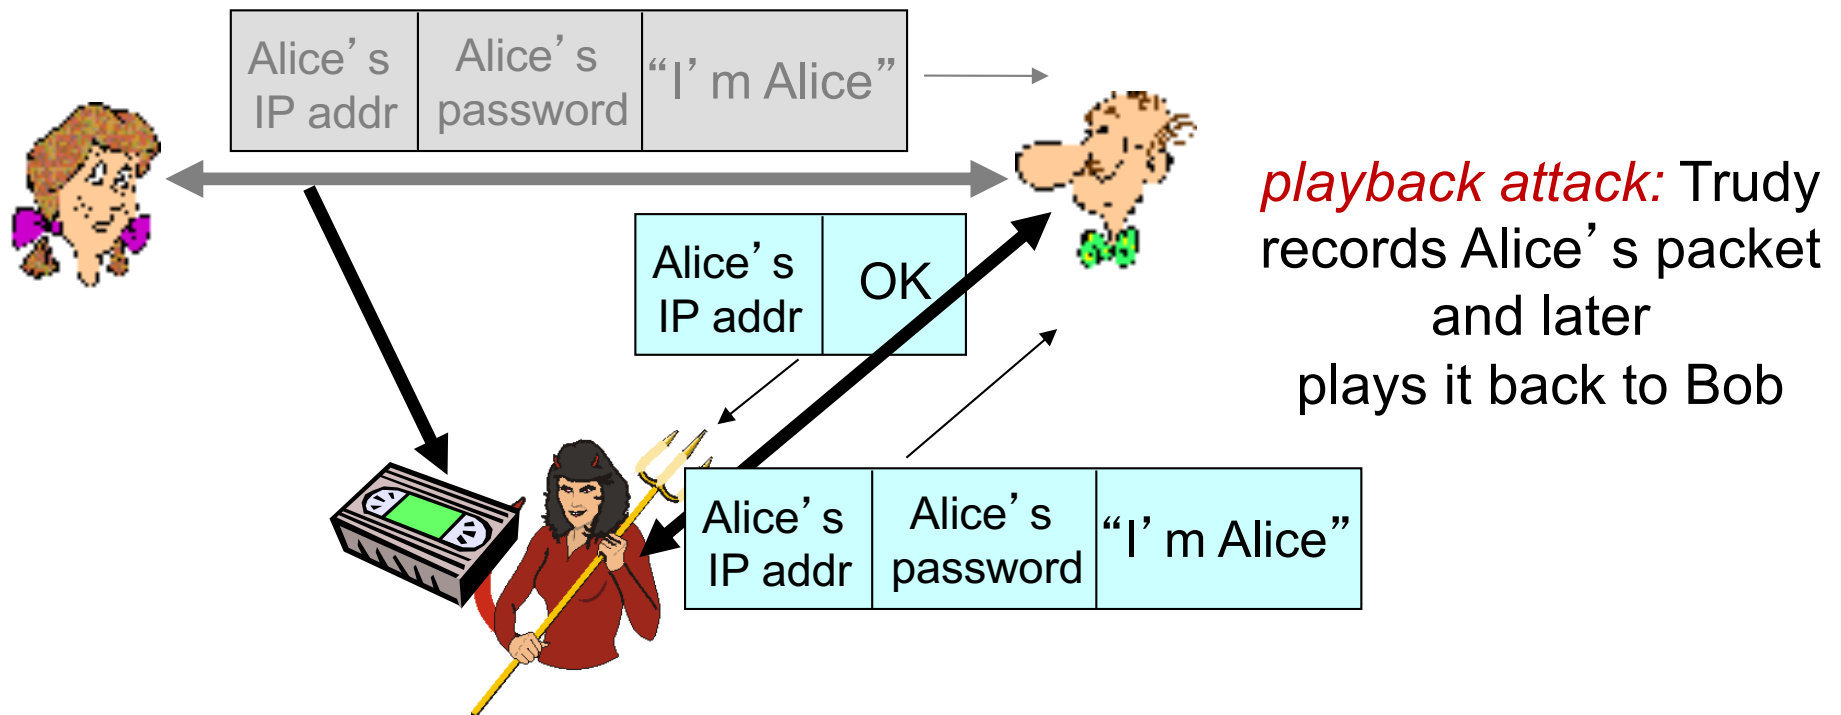 Alice’s
IP addr
Alice’s
password
“I’m Alice”
playback attack: Trudy
records Alice’s packet
and later
plays it back to Bob
Alice’s
IP addr
OK
Alice’s
IP addr
Alice’s
password
“I’m Alice”